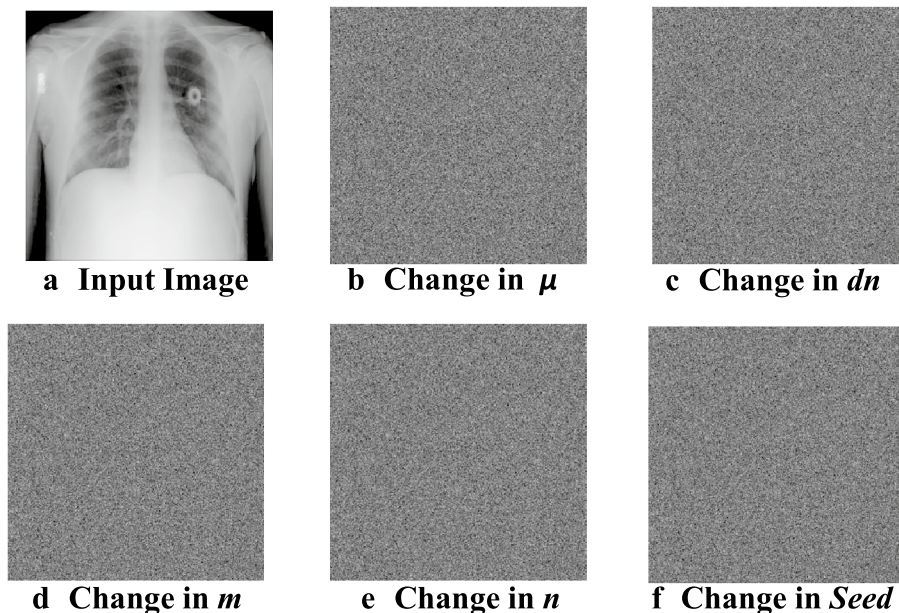 a Input Image
b Change in μ
c Change in dn
d Change in m
e Change in n
f Change in Seed